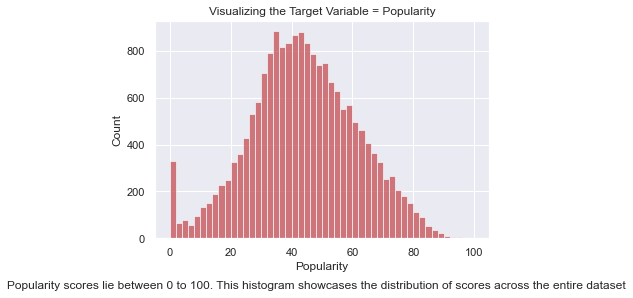 Visualizing the Target Variable = Popularity
800
600
400
200
0
Count
0 20 40 60 80 100
Popularity
Popularity scores lie between 0 to 100. This histogram showcases the distribution of scores across the entire dataset